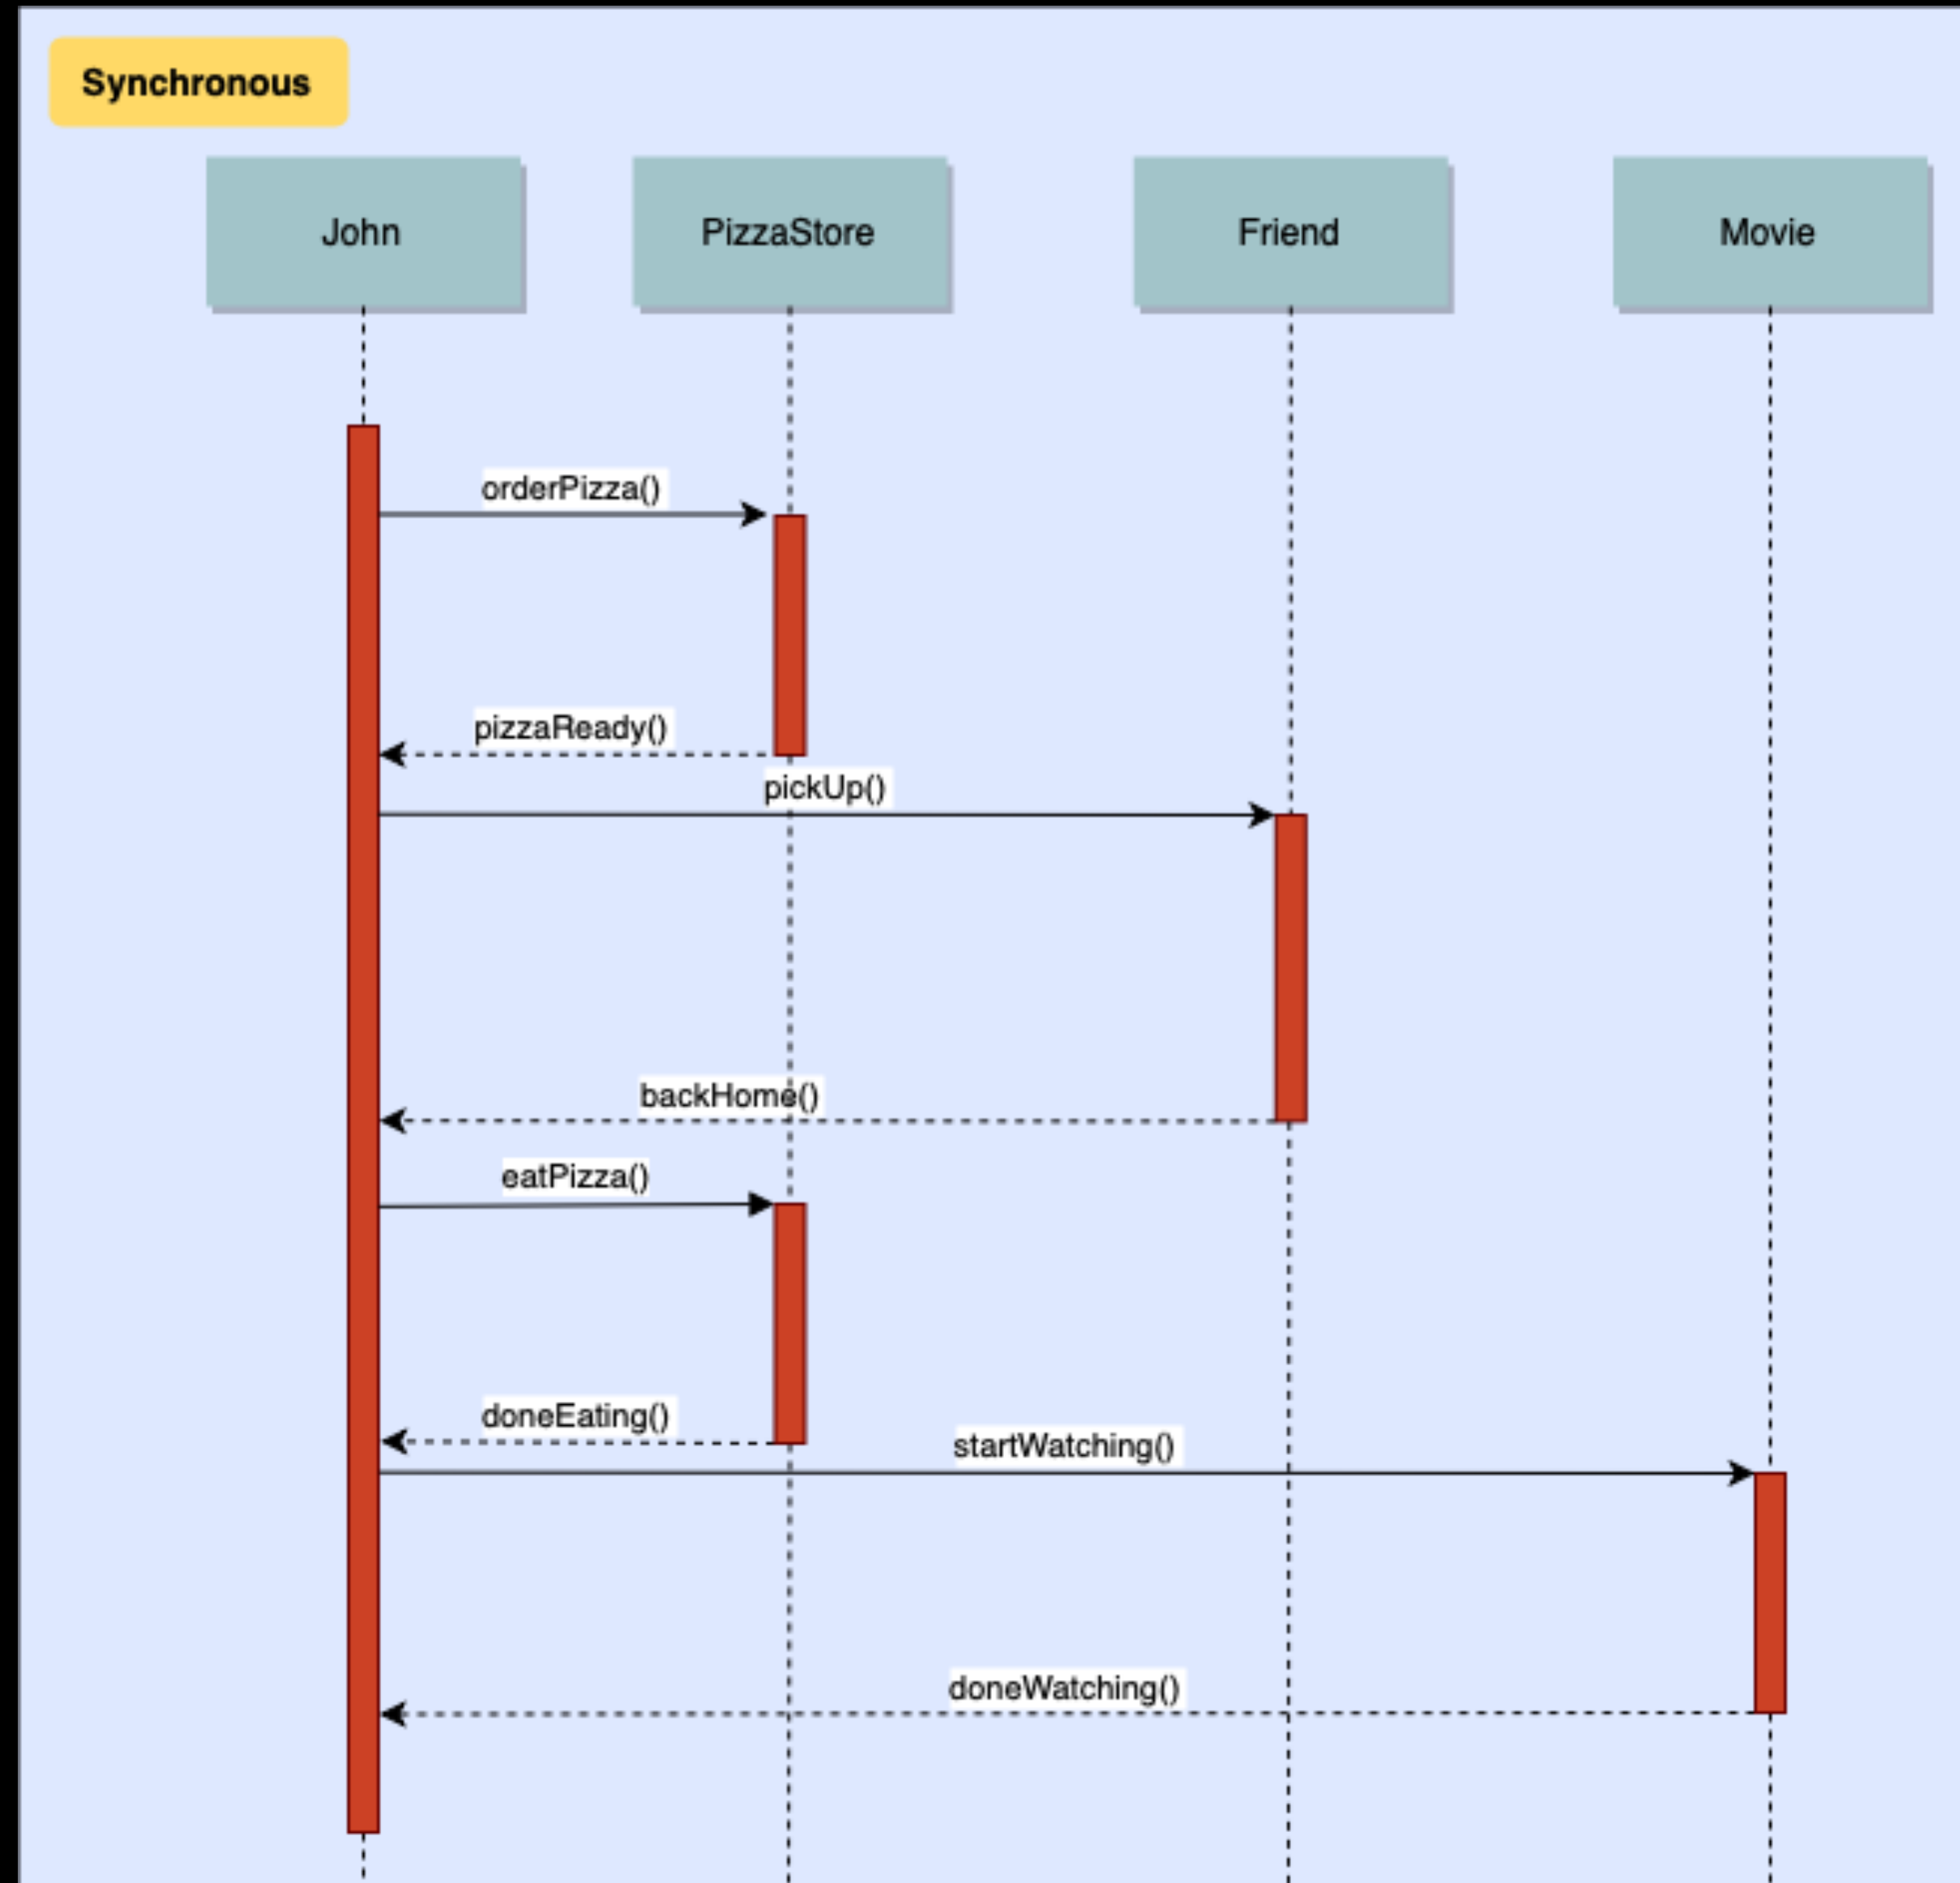 Synchronous
John
PizzaStore
Friend
Movie
orderPizza()
pizzaReady()
pickUp()
backHome()
eatPizza()
doneEating()
startWatching()
doneWatching()